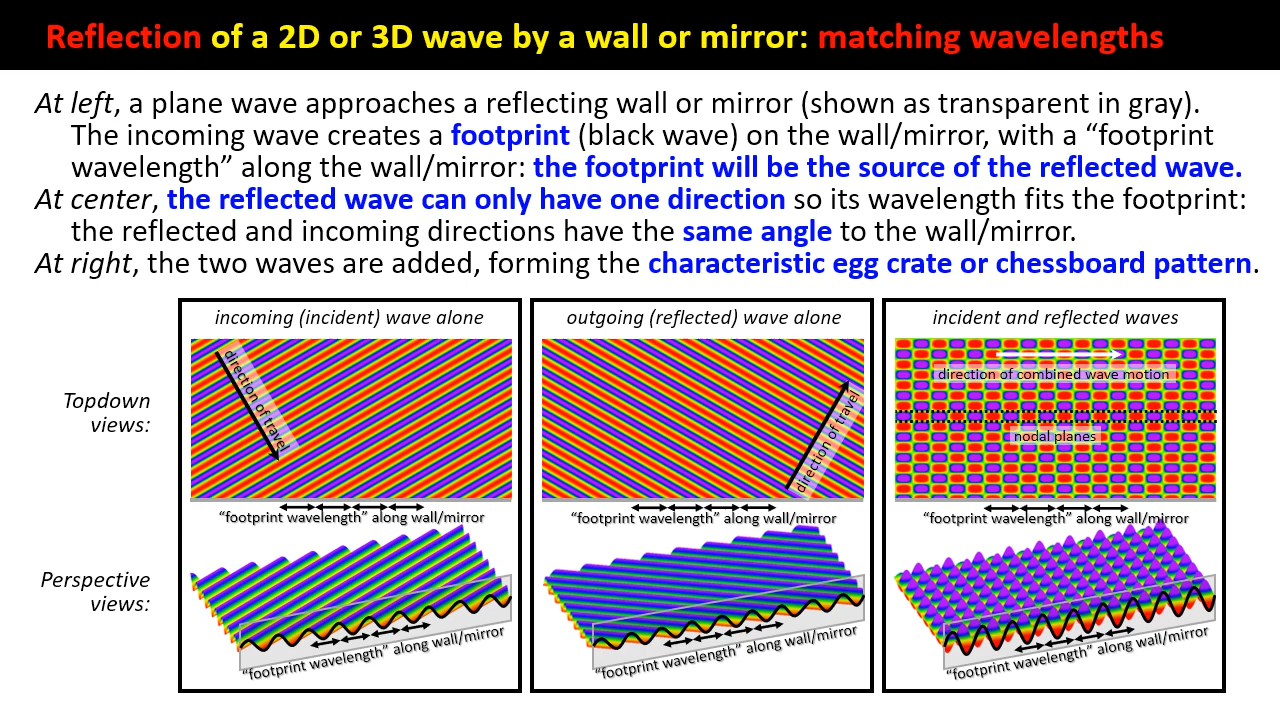 Reflection of a 2D or 3D wave by a wall or mirror: matching wavelengths
At left, a plane wave approaches a reflecting wall or mirror (shown as transparent in gray).
The incoming wave creates a footprint (black wave) on the wall/mirror, with a “footprint
wavelength” along the wall/mirror: the footprint will be the source of the reflected wave.
At center, the reflected wave can only have one direction so its wavelength fits the footprint:
the reflected and incoming directions have the same angle to the wall/mirror.
At right, the two waves are added, forming the characteristic egg crate or chessboard pattern.
incoming (incident) wave alone
outgoing (reflected) wave alone
incident and reflected waves
Topdown
views:
direction of travel
direction of travel
direction of combined wave motion
nodal planes
“footprint wavelength” along wall/mirror
“footprint wavelength” along wall/mirror
“footprint wavelength” along wall/mirror
Perspective
views:
“footprint wavelength” along wall/mirror
“footprint wavelength” along wall/mirror
“footprint wavelength” along wall/mirror